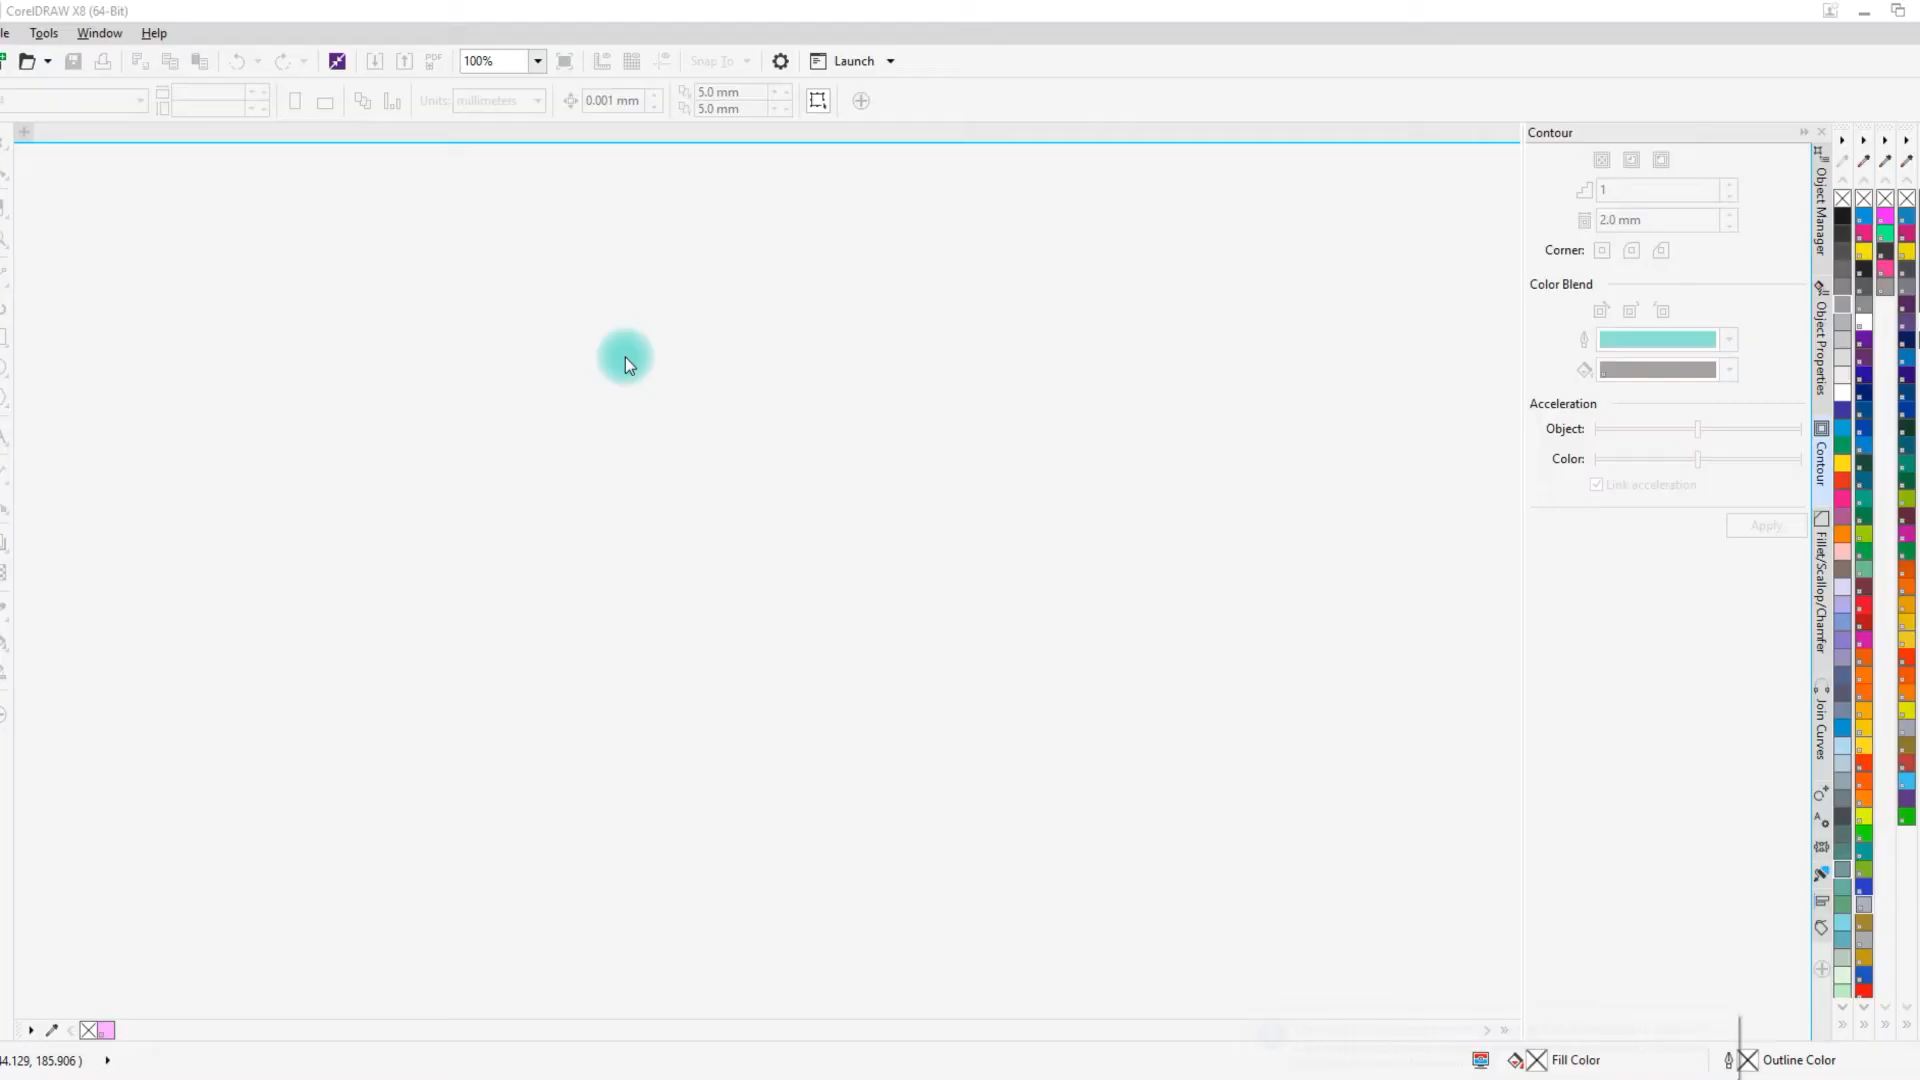 CorelDRAW X8 (64-Bit)
le Tools Window Help
PDF 100% Snap To Launch
Units: millimeters 0.001 mm 5.0 mm
5.0 mm
Contour
1
2.0 mm
Corner:
Color Blend
Acceleration
Object:
Color:
Link acceleration
Apply
Object Manager
Object Properties
Contour
Fillet/Scallop/Chamfer
Join Curves
44.129, 185.906 )
Fill Color
Outline Color